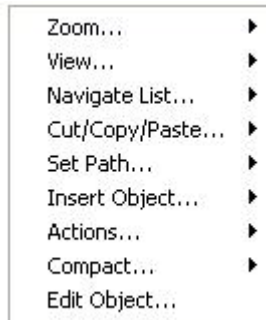 Zoom...
View...
Navigate List...
Cut/Copy/Paste...
Set Path...
Insert Object...
Actions...
Compact...
Edit Object...